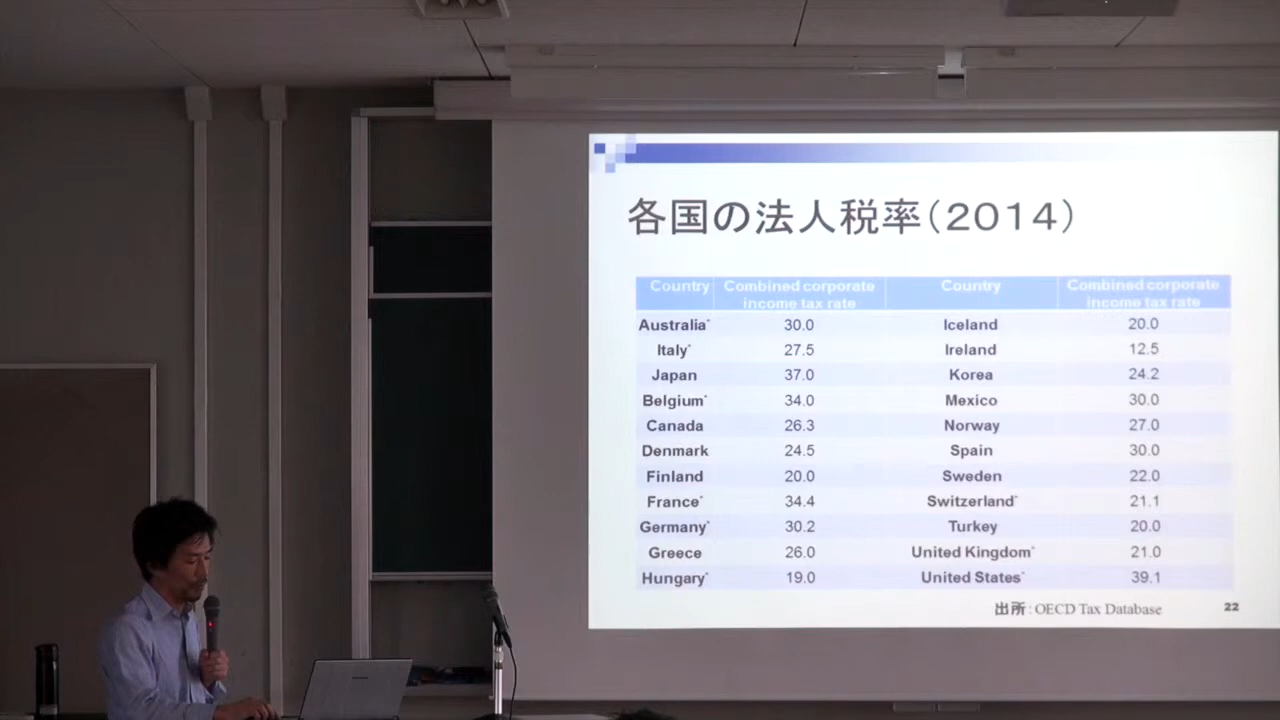 各国の法人税率(2014)
Country Combined corporate income tax rate Country Combined corporate income tax rate
Australia* 30.0 Iceland 20.0
Italy* 27.5 Ireland 12.5
Japan 37.0 Korea 24.2
Belgium* 34.0 Mexico 30.0
Canada 26.3 Norway 27.0
Denmark 24.5 Spain 30.0
Finland 20.0 Sweden 22.0
France* 34.4 Switzerland* 21.1
Germany* 30.2 Turkey 20.0
Greece 26.0 United Kingdom* 21.0
Hungary* 19.0 United States* 39.1
出所:OECD Tax Database
22